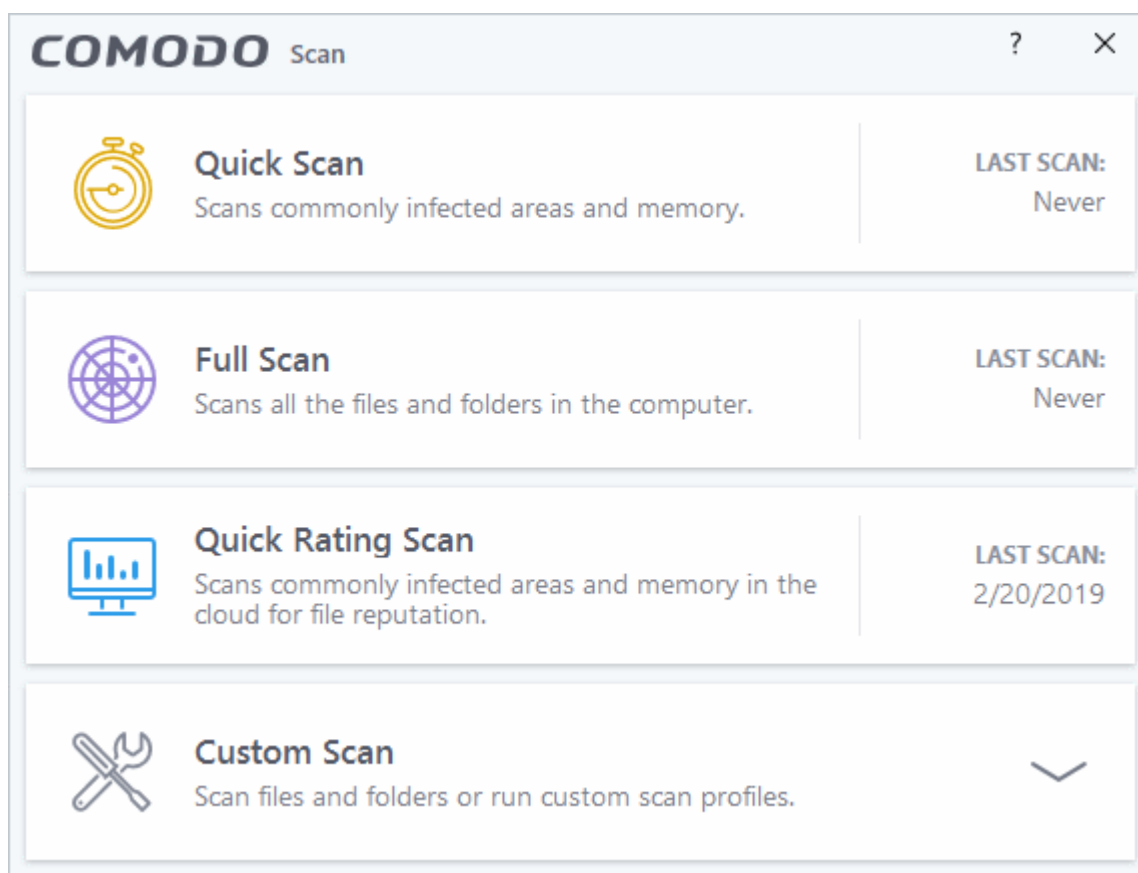 COMODO Scan
?
Quick Scan
Scans commonly infected areas and memory.
LAST SCAN:
Never
Full Scan
Scans all the files and folders in the computer.
LAST SCAN:
Never
Quick Rating Scan
Scans commonly infected areas and memory in the
cloud for file reputation.
LAST SCAN:
2/20/2019
Custom Scan
Scan files and folders or run custom scan profiles.